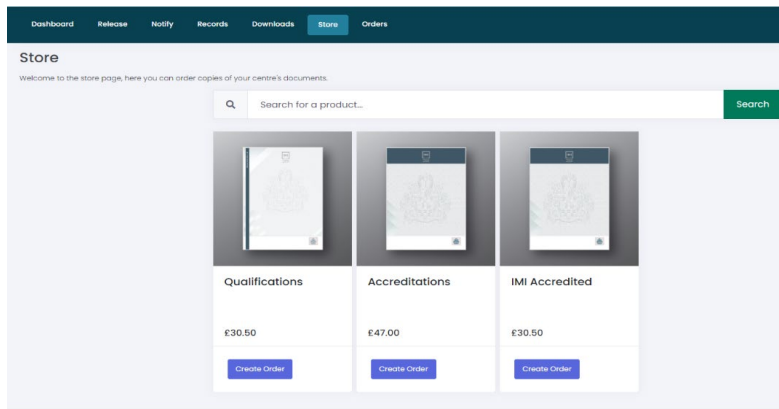 Dashboard Release Notify Records Downloads Store Orders
Store
Welcome to the store page, here you can order copies of your centre's documents.
Search for a product... Search
Qualifications Accreditations IMI Accredited
£30.50 £47.00 £30.50
Create Order Create Order Create Order